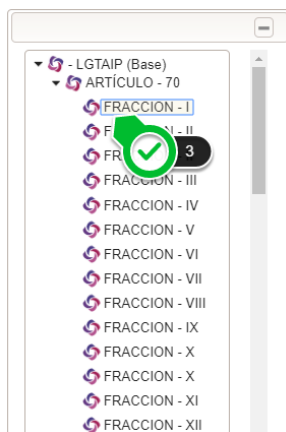 - LGTAIP (Base)
ARTÍCULO - 70
FRACCION - I
- II
3
FRACCION - III
FRACCION - IV
FRACCION - V
FRACCION - VI
FRACCION - VII
FRACCION - VIII
FRACCION - IX
FRACCION - X
FRACCION - X
FRACCION - XI
FRACCION - XII